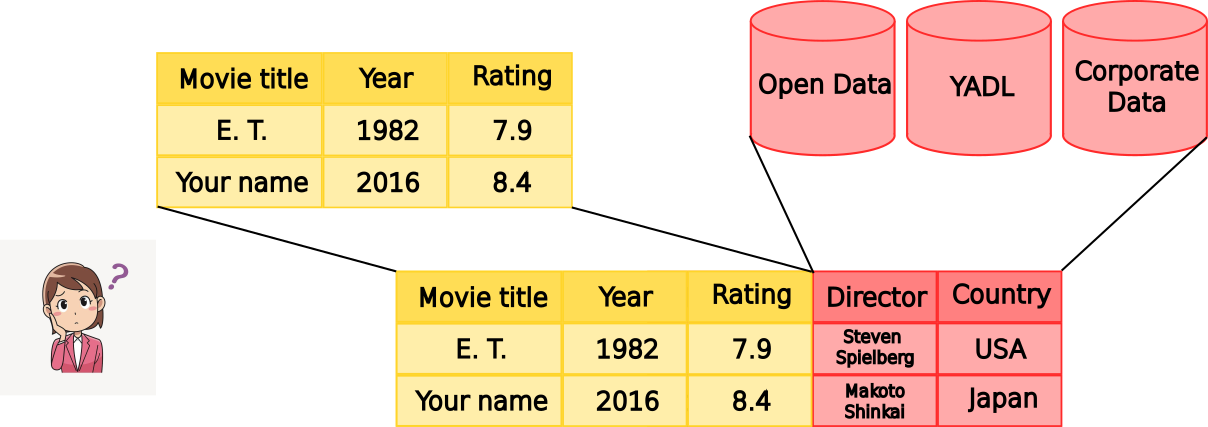 Movie title Year Rating
E. T. 1982 7.9
Your name 2016 8.4
Open Data
YADL
Corporate
Data
?
Movie title Year Rating Director Country
E. T. 1982 7.9 Steven
Spielberg USA
Your name 2016 8.4 Makoto
Shinkai Japan